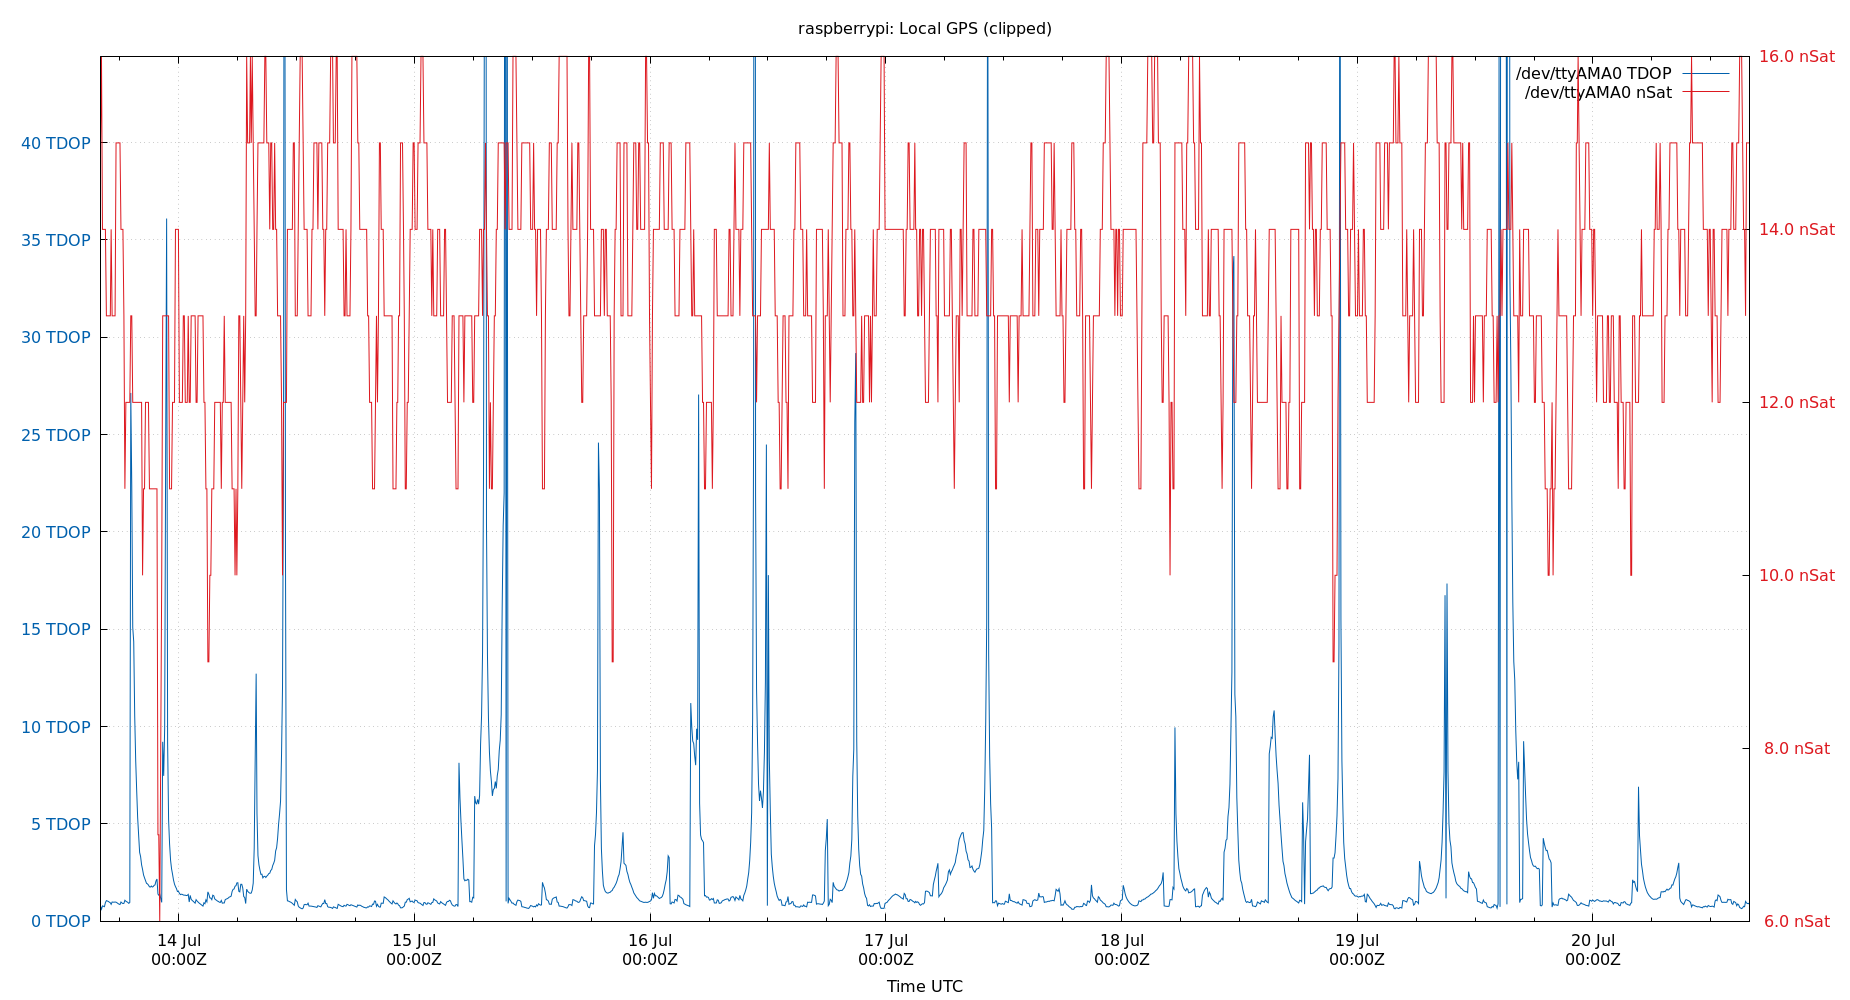 raspberrypi: Local GPS (clipped)
16.0 nSat
/dev/ttyAMA0 TDOP
/dev/ttyAMA0 nSat
40 TDOP
35 TDOP
14.0 nSat
30 TDOP
12.0 nSat
25 TDOP
20 TDOP
10.0 nSat
15 TDOP
10 TDOP
8.0 nSat
5 TDOP
0 TDOP
6.0 nSat
14 Jul 15 Jul 16 Jul 17 Jul 18 Jul 19 Jul 20 Jul
00:00Z 00:00Z 00:00Z 00:00Z 00:00Z 00:00Z 00:00Z
Time UTC